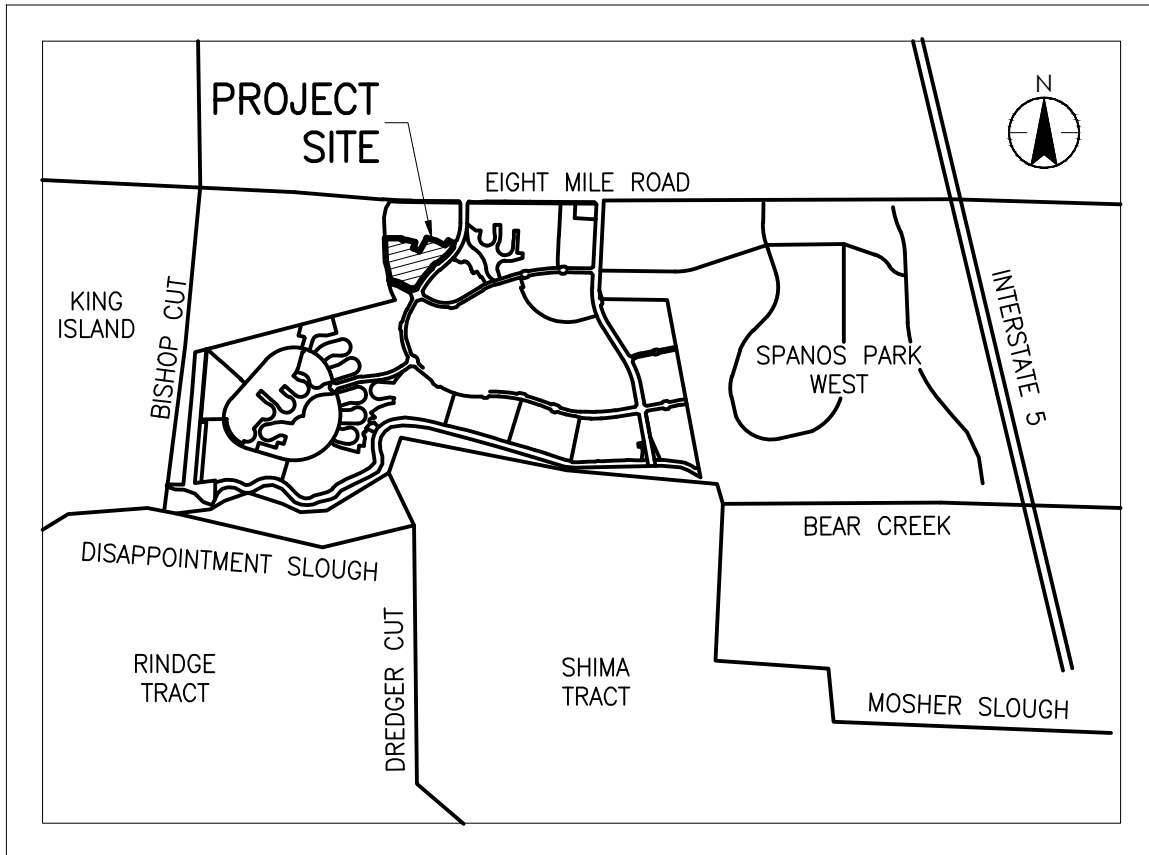 PROJECT
SITE
N
EIGHT MILE ROAD
KING
ISLAND
BISHOP CUT
INTERSTATE 5
SPANOS PARK
WEST
BEAR CREEK
DISAPPOINTMENT SLOUGH
RINDGE
TRACT
DREDGER CUT
SHIMA
TRACT
MOSHER SLOUGH